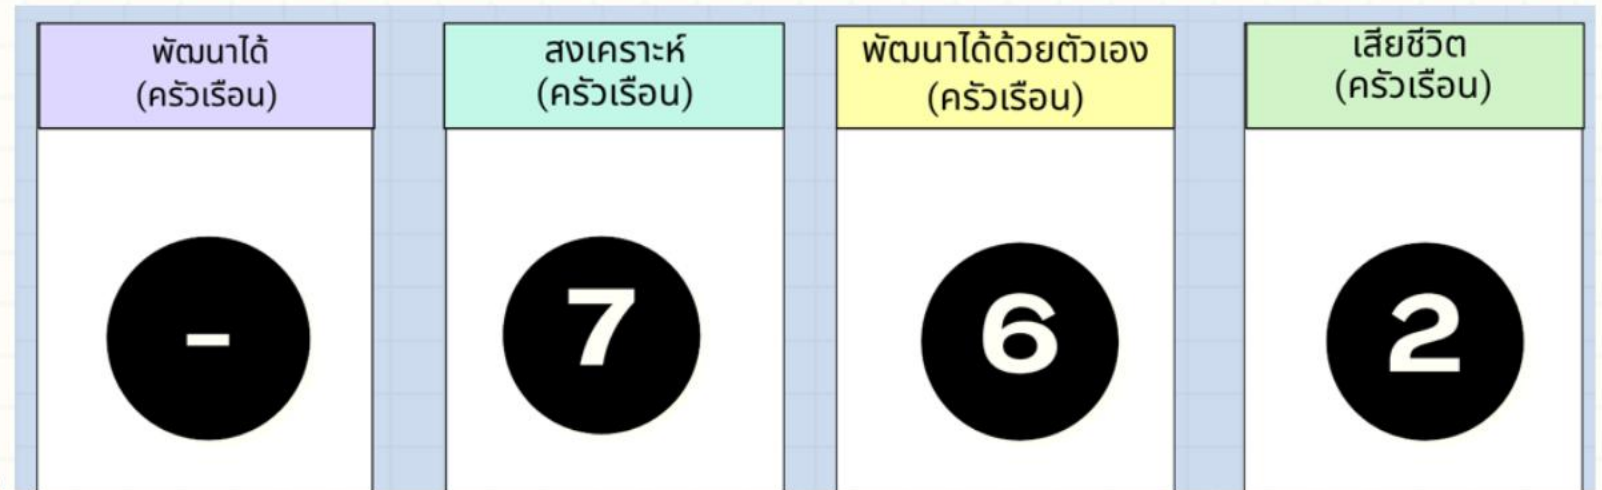 พัฒนาได้
(ครัวเรือน)
-
สงเคราะห์
(ครัวเรือน)
7
พัฒนาได้ด้วยตัวเอง
(ครัวเรือน)
6
เสียชีวิต
(ครัวเรือน)
2